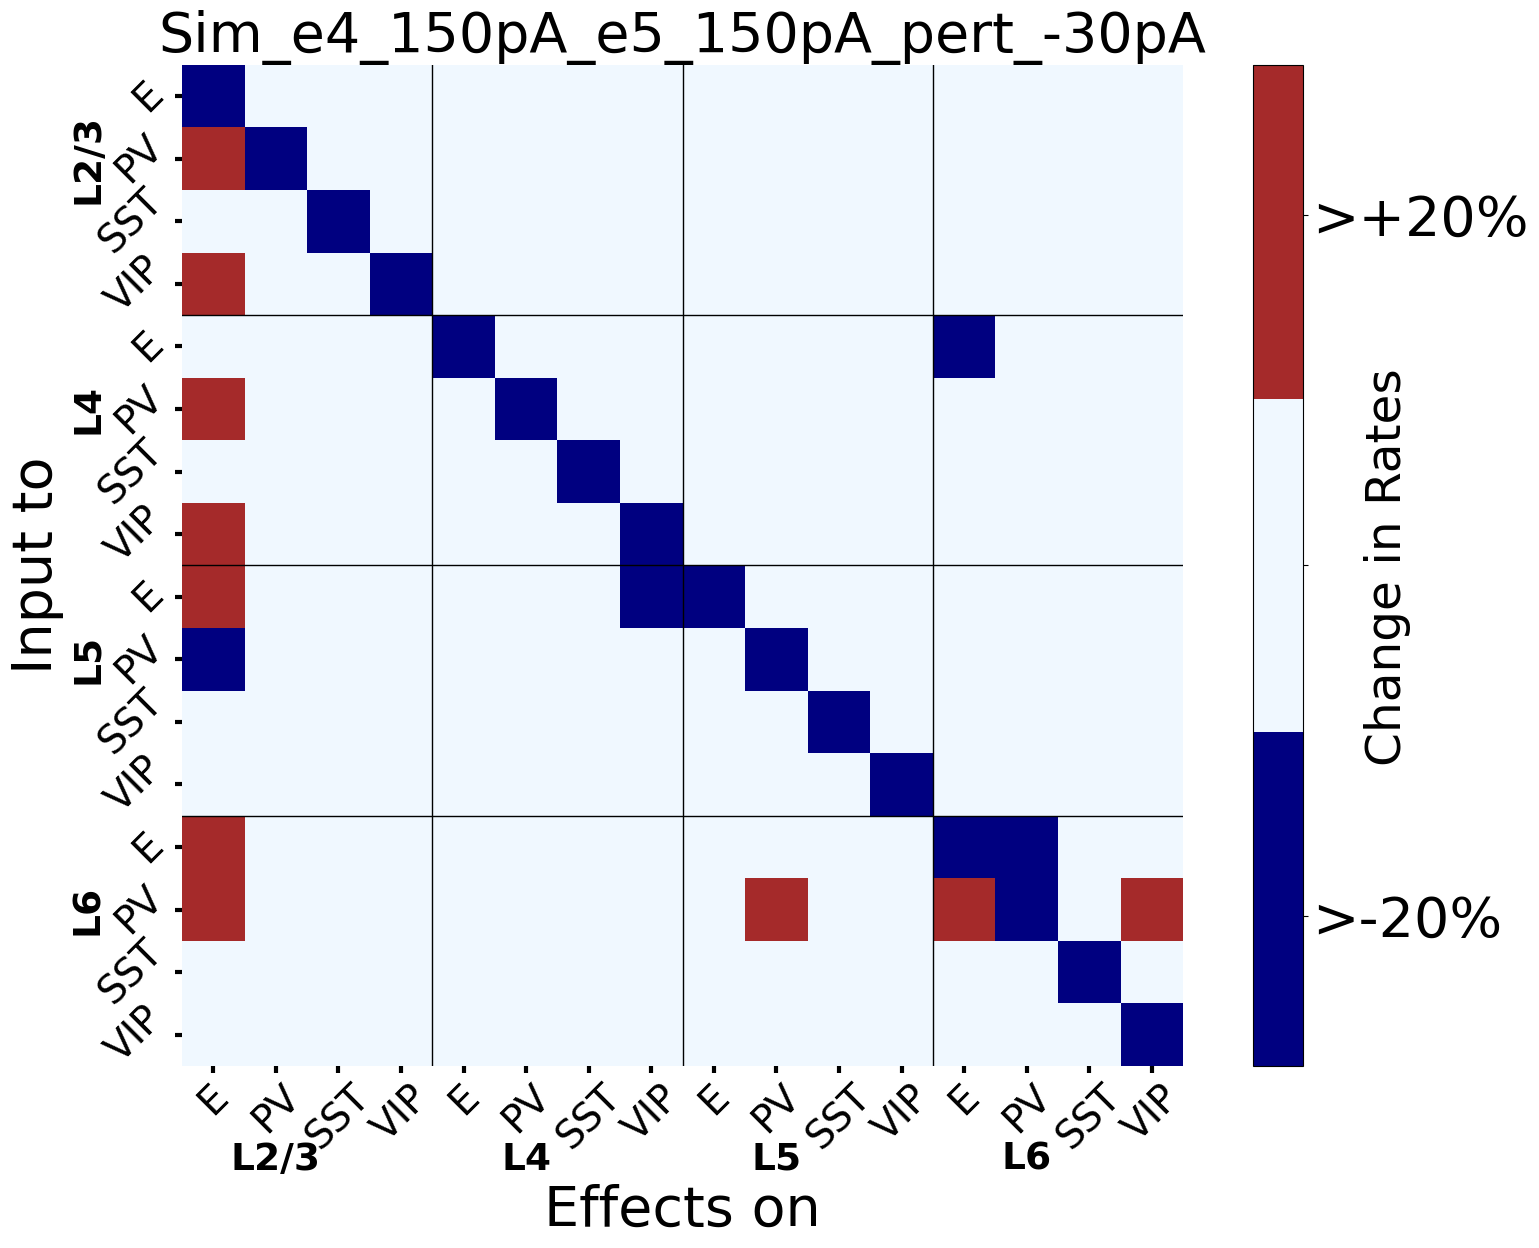 Sim_e4_150pA_e5_150pA_pert_-30pA
Input to
L2/3
E
PV
SST
VIP
L4
E
PV
SST
VIP
L5
E
PV
SST
VIP
L6
E
PV
SST
VIP
E
PV
SST
VIP
E
PV
SST
VIP
E
PV
SST
VIP
E
PV
SST
VIP
L2/3
L4
L5
L6
Effects on
>+20%
>-20%
Change in Rates